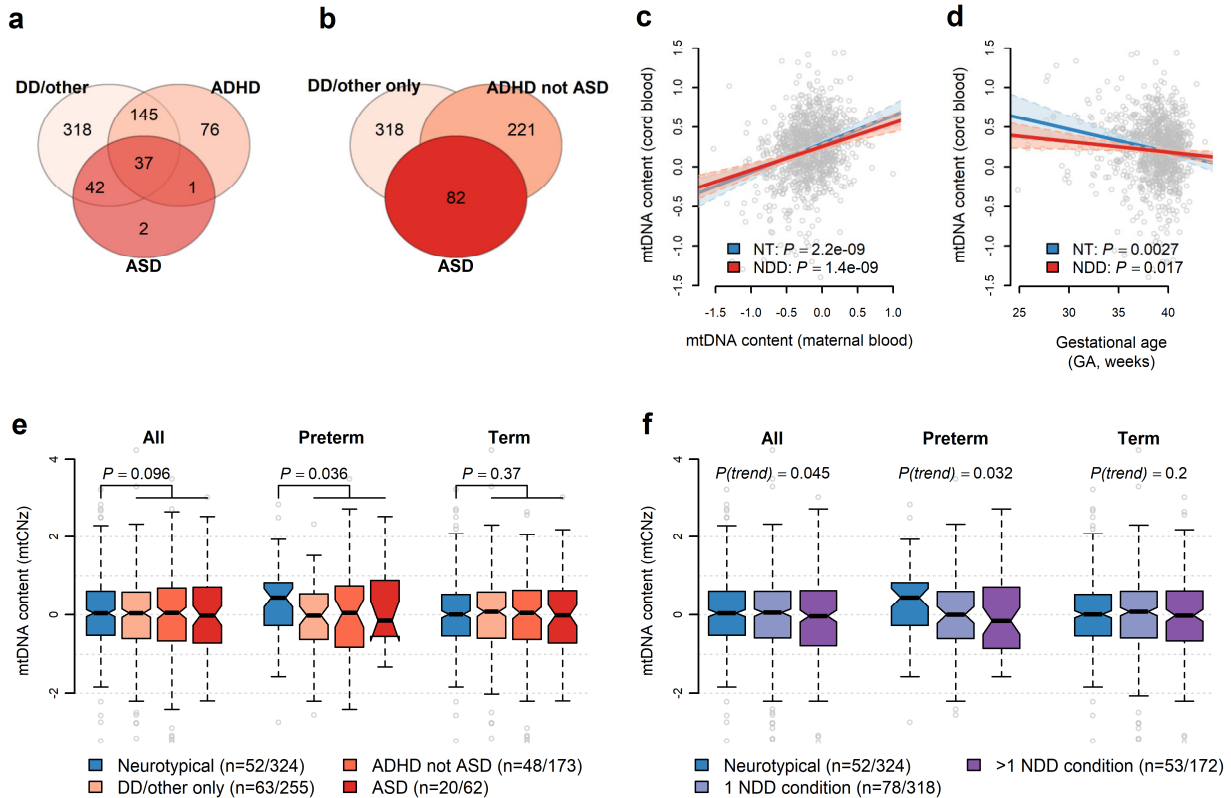 a
DD/other
ADHD
318
145
76
37
42
1
2
ASD
b
DD/other only
ADHD not ASD
318
221
82
ASD
c
mtDNA content (coord blood)
1.5
1.0
0.5
0.0
-0.5
-1.0
-1.5
NT: P = 2.2e-09
NDD: P = 1.4e-09
-1.5 -1.0 -0.5 0.0 0.5 1.0
mtDNA content (maternal blood)
d
mtDNA content (coord blood)
1.5
1.0
0.5
0.0
-0.5
-1.0
-1.5
NT: P = 0.0027
NDD: P = 0.017
25 30 35 40
Gestational age
(GA, weeks)
e
All Preterm Term
P = 0.096 P = 0.036 P = 0.37
mtDNA content (mtCNz)
4
2
0
-2
Neurotypical (n=52/324)
DD/other only (n=63/255)
ADHD not ASD (n=48/173)
ASD (n=20/62)
f
All Preterm Term
P(trend) = 0.045 P(trend) = 0.032 P(trend) = 0.2
mtDNA content (mtCNz)
4
2
0
-2
Neurotypical (n=52/324)
1 NDD condition (n=78/318)
>1 NDD condition (n=53/172)